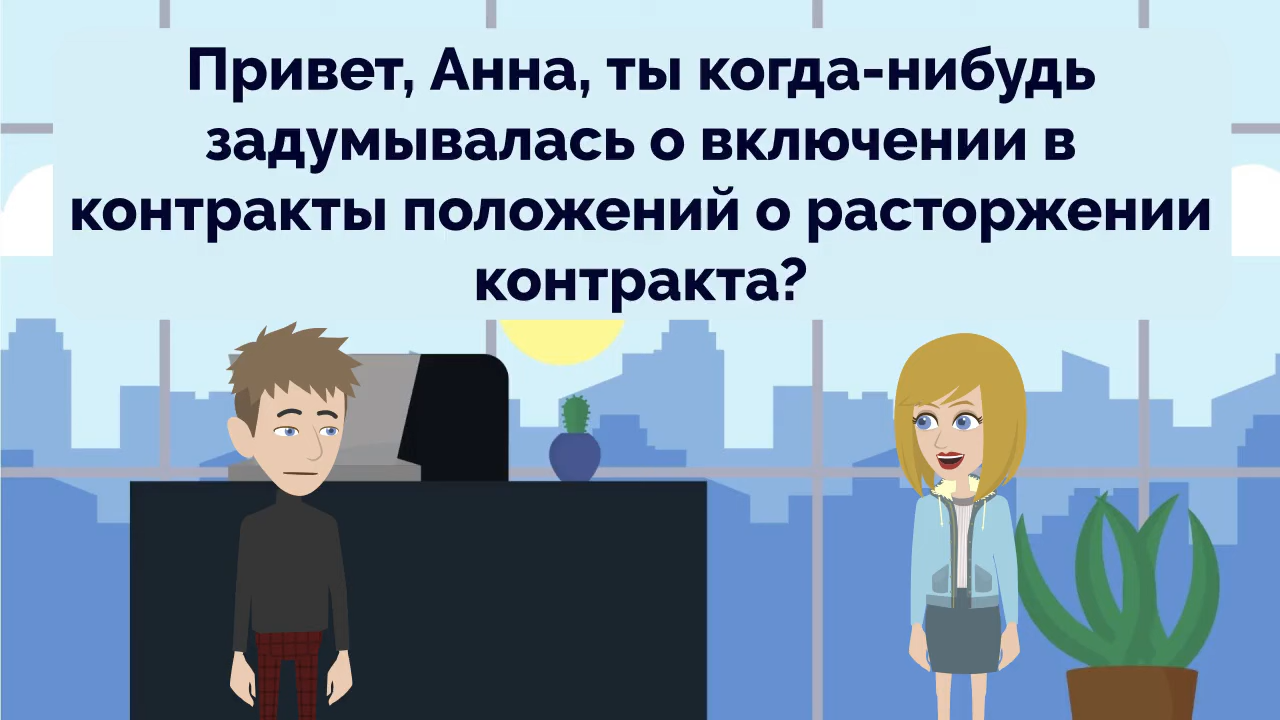 Привет, Анна, ты когда-нибудь
задумывалась о включении в
контракты положений о расторжении
контракта?